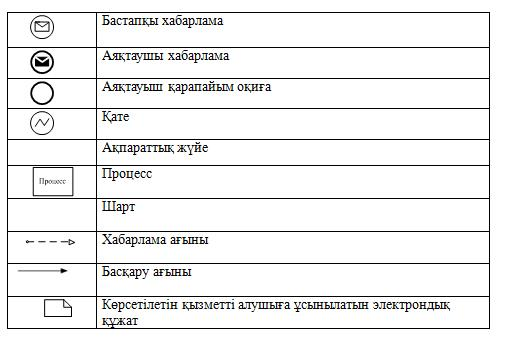 Бастапқы хабарлама
Аяқтаушы хабарлама
Аяқтауыш қарапайым оқиға
Қате
Ақпараттық жүйе
Процесс
Процесс
Шарт
Хабарлама ағыны
Басқару ағыны
Көрсетілетін қызметті алушыға ұсынылатын электрондық
құжат